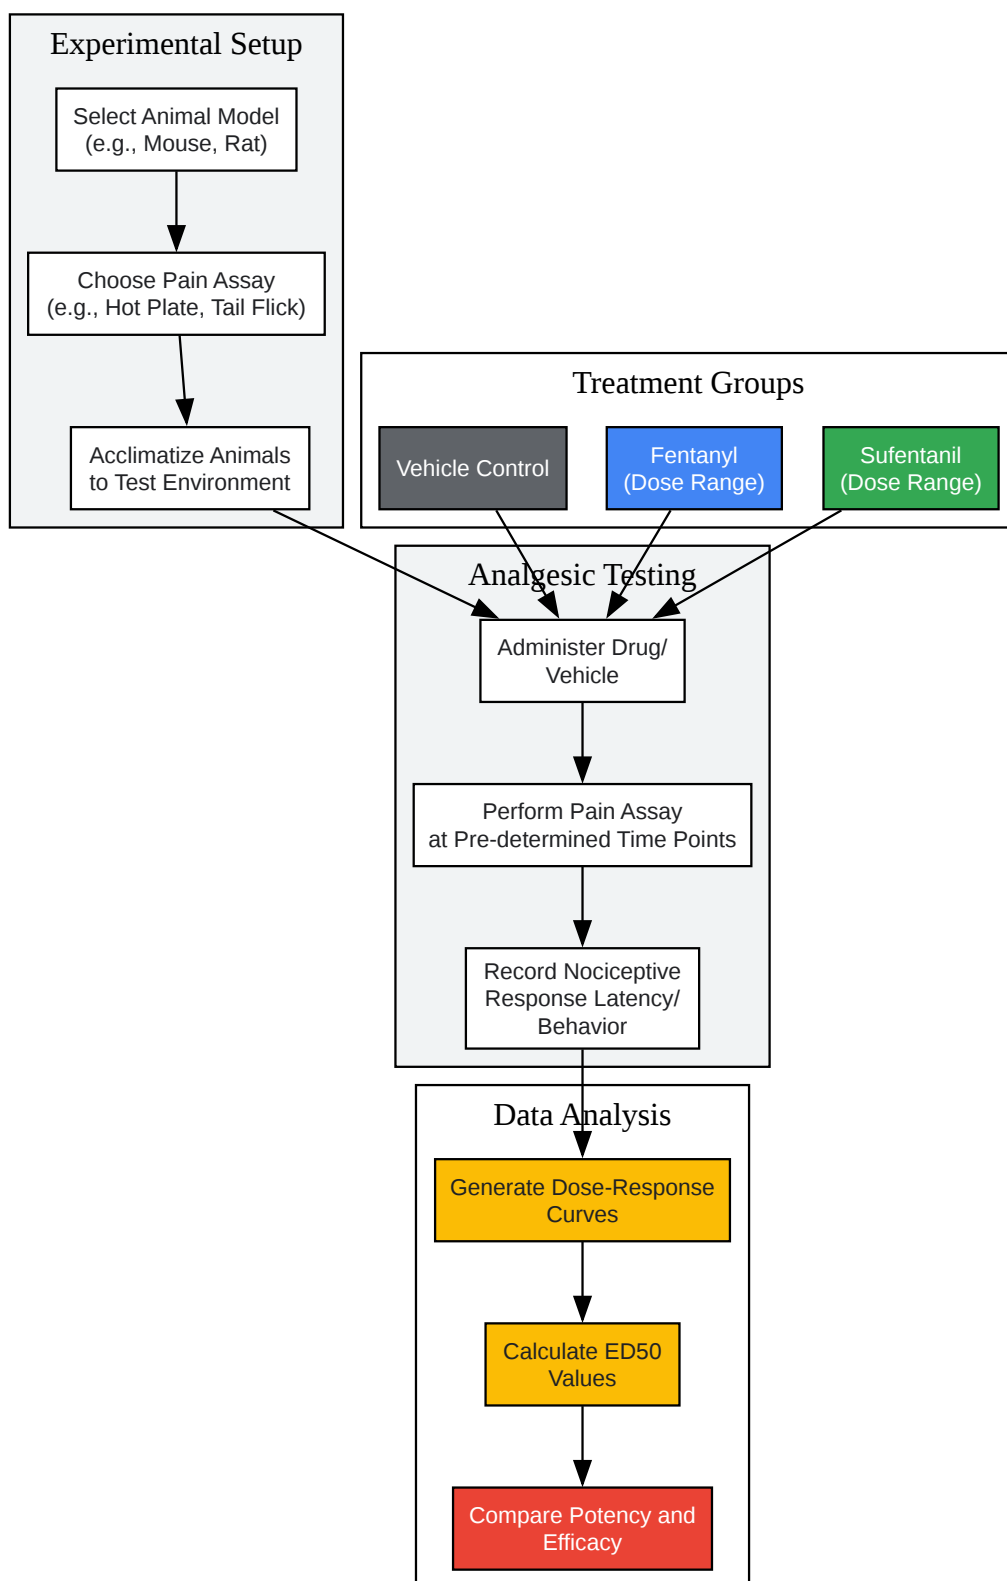 Experimental Setup
Select Animal Model
(e.g., Mouse, Rat)
Choose Pain Assay
(e.g., Hot Plate, Tail Flick)
Acclimatize Animals
to Test Environment
Treatment Groups
Vehicle Control
Fentanyl
(Dose Range)
Sufentanil
(Dose Range)
Analgesic Testing
Administer Drug/
Vehicle
Perform Pain Assay
at Pre-determined Time Points
Record Nociceptive
Response Latency/
Behavior
Data Analysis
Generate Dose-Response
Curves
Calculate ED50
Values
Compare Potency and
Efficacy